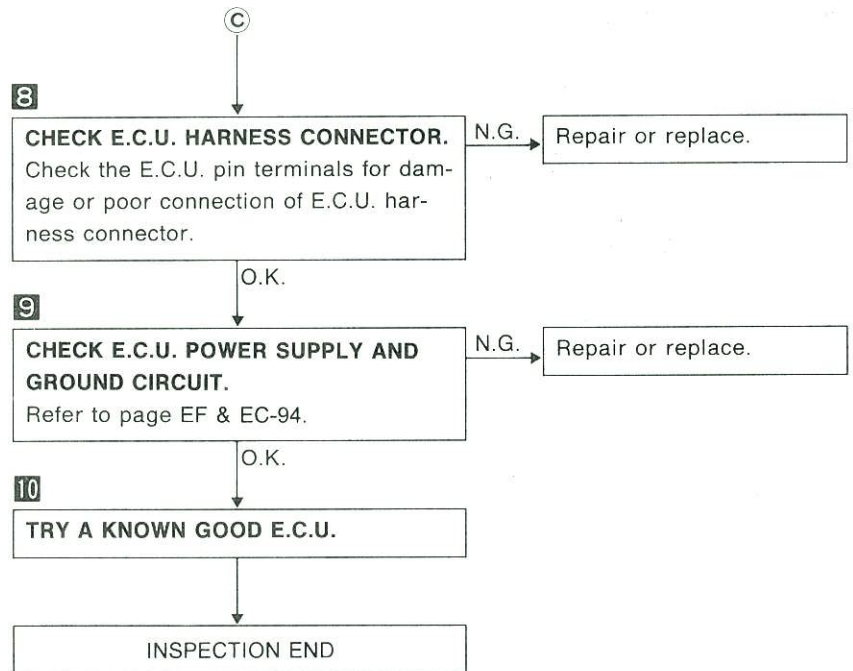 C
8
CHECK E.C.U. HARNESS CONNECTOR.
Check the E.C.U. pin terminals for dam-
age or poor connection of E.C.U. har-
ness connector.
N.G.
Repair or replace.
O.K.
9
CHECK E.C.U. POWER SUPPLY AND
GROUND CIRCUIT.
Refer to page EF & EC-94.
N.G.
Repair or replace.
O.K.
10
TRY A KNOWN GOOD E.C.U.
INSPECTION END